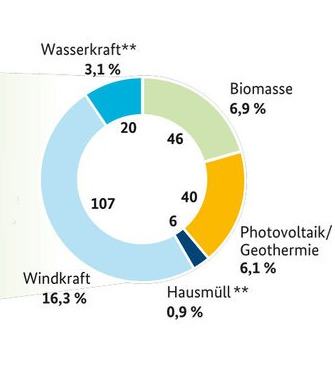 Wasserkraft**
3,1 %
Biomasse
6,9 %
20
46
107
40
6
Photovoltaik/
Geothermie
6,1 %
Windkraft
16,3 %
Hausmüll**
0,9 %